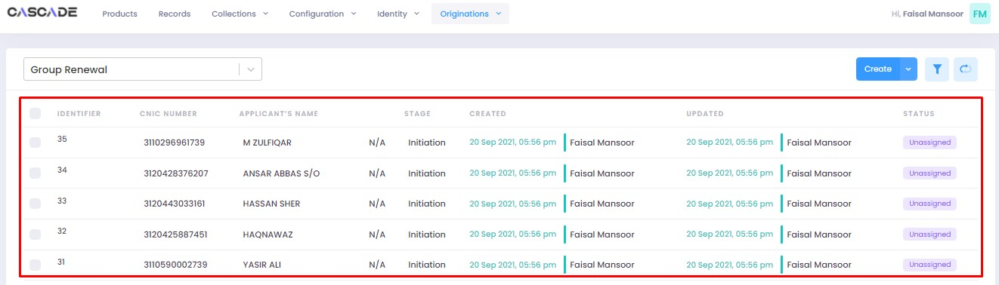 CASCADE Products Records Collections Configuration Identity Originations Hi, Faisal Mansoor FM
Group Renewal Create
IDENTIFIER CNIC NUMBER APPLICANT'S NAME STAGE CREATED UPDATED STATUS
35 3110296961739 M ZULFIQAR N/A Initiation 20 Sep 2021, 05:56 pm Faisal Mansoor 20 Sep 2021, 05:56 pm Faisal Mansoor Unassigned
34 3120428376207 ANSAR ABBAS S/O N/A Initiation 20 Sep 2021, 05:56 pm Faisal Mansoor 20 Sep 2021, 05:56 pm Faisal Mansoor Unassigned
33 3120443033161 HASSAN SHER N/A Initiation 20 Sep 2021, 05:56 pm Faisal Mansoor 20 Sep 2021, 05:56 pm Faisal Mansoor Unassigned
32 3120425887451 HAQNAWAZ N/A Initiation 20 Sep 2021, 05:56 pm Faisal Mansoor 20 Sep 2021, 05:56 pm Faisal Mansoor Unassigned
31 3110590002739 YASIR ALI N/A Initiation 20 Sep 2021, 05:56 pm Faisal Mansoor 20 Sep 2021, 05:56 pm Faisal Mansoor Unassigned